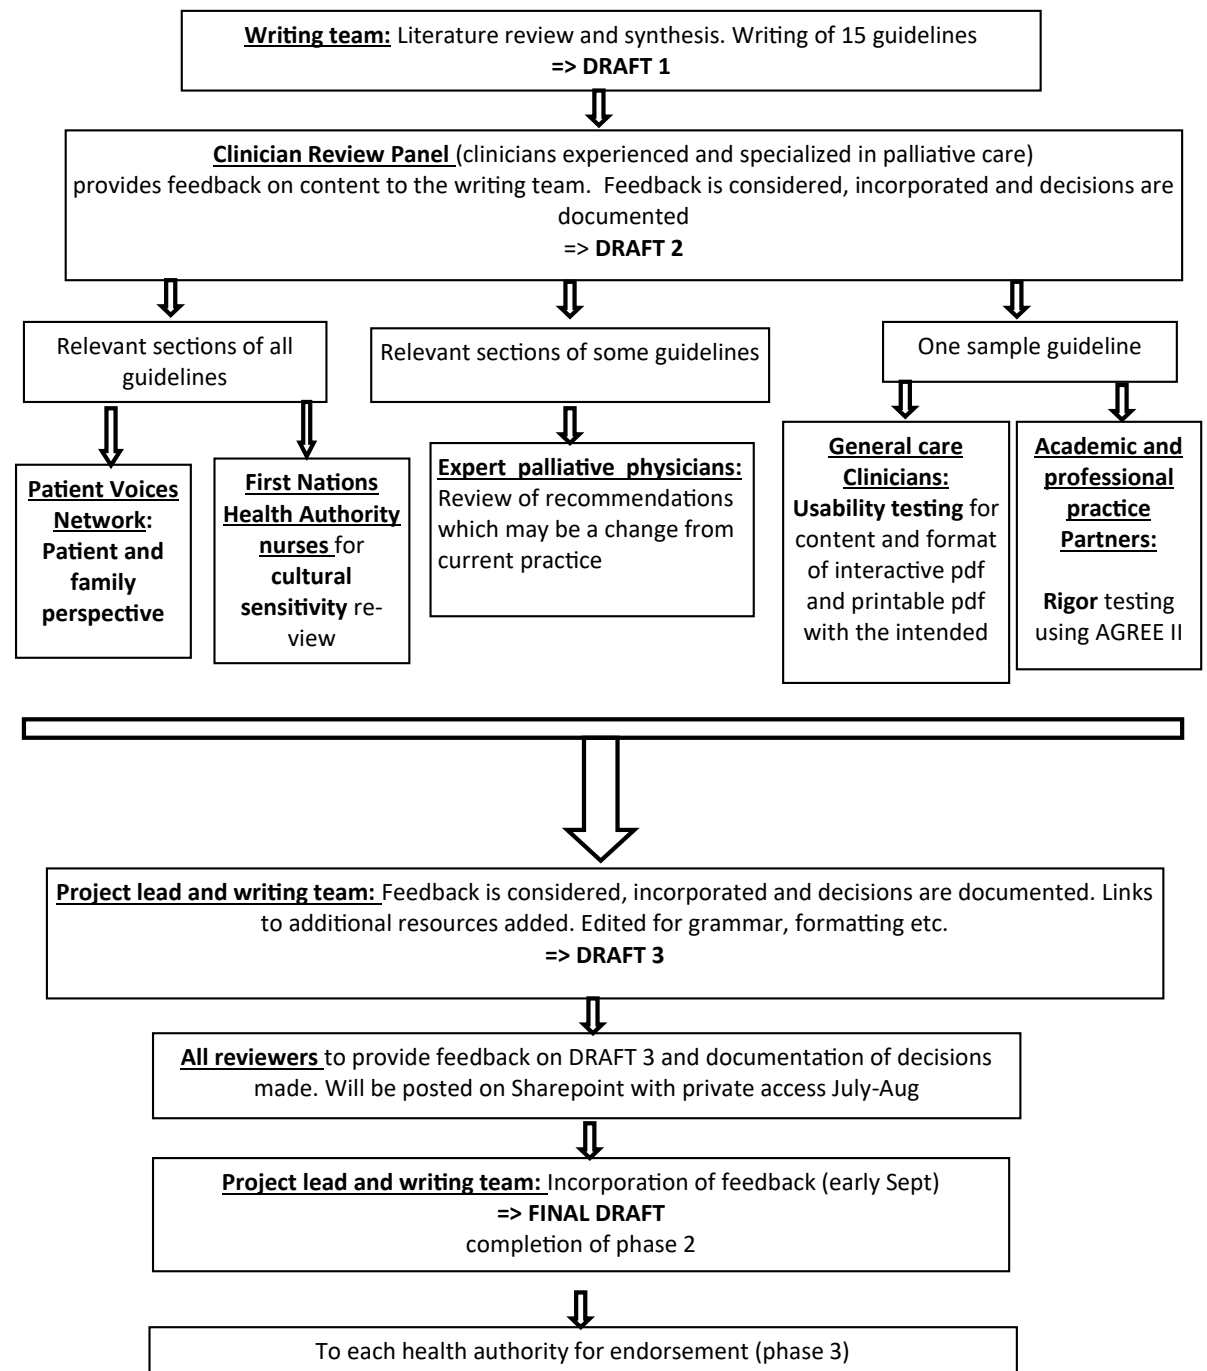 Writing team: Literature review and synthesis. Writing of 15 guidelines
=> DRAFT 1
Clinician Review Panel (clinicians experienced and specialized in palliative care)
provides feedback on content to the writing team.  Feedback is considered, incorporated and decisions are
documented
=> DRAFT 2
Relevant sections of all
guidelines
Relevant sections of some guidelines
One sample guideline
Patient Voices
Network:
Patient and
family
perspective
First Nations
Health Authority
nurses for
cultural
sensitivity re-
view
Expert palliative physicians:
Review of recommendations
which may be a change from
current practice
General care
Clinicians:
Usability testing for
content and format
of interactive pdf
and printable pdf
with the intended
Academic and
professional
practice
Partners:
Rigor testing
using AGREE II
Project lead and writing team: Feedback is considered, incorporated and decisions are documented. Links
to additional resources added. Edited for grammar, formatting etc.
=> DRAFT 3
All reviewers to provide feedback on DRAFT 3 and documentation of decisions
made. Will be posted on Sharepoint with private access July-Aug
Project lead and writing team: Incorporation of feedback (early Sept)
=> FINAL DRAFT
completion of phase 2
To each health authority for endorsement (phase 3)